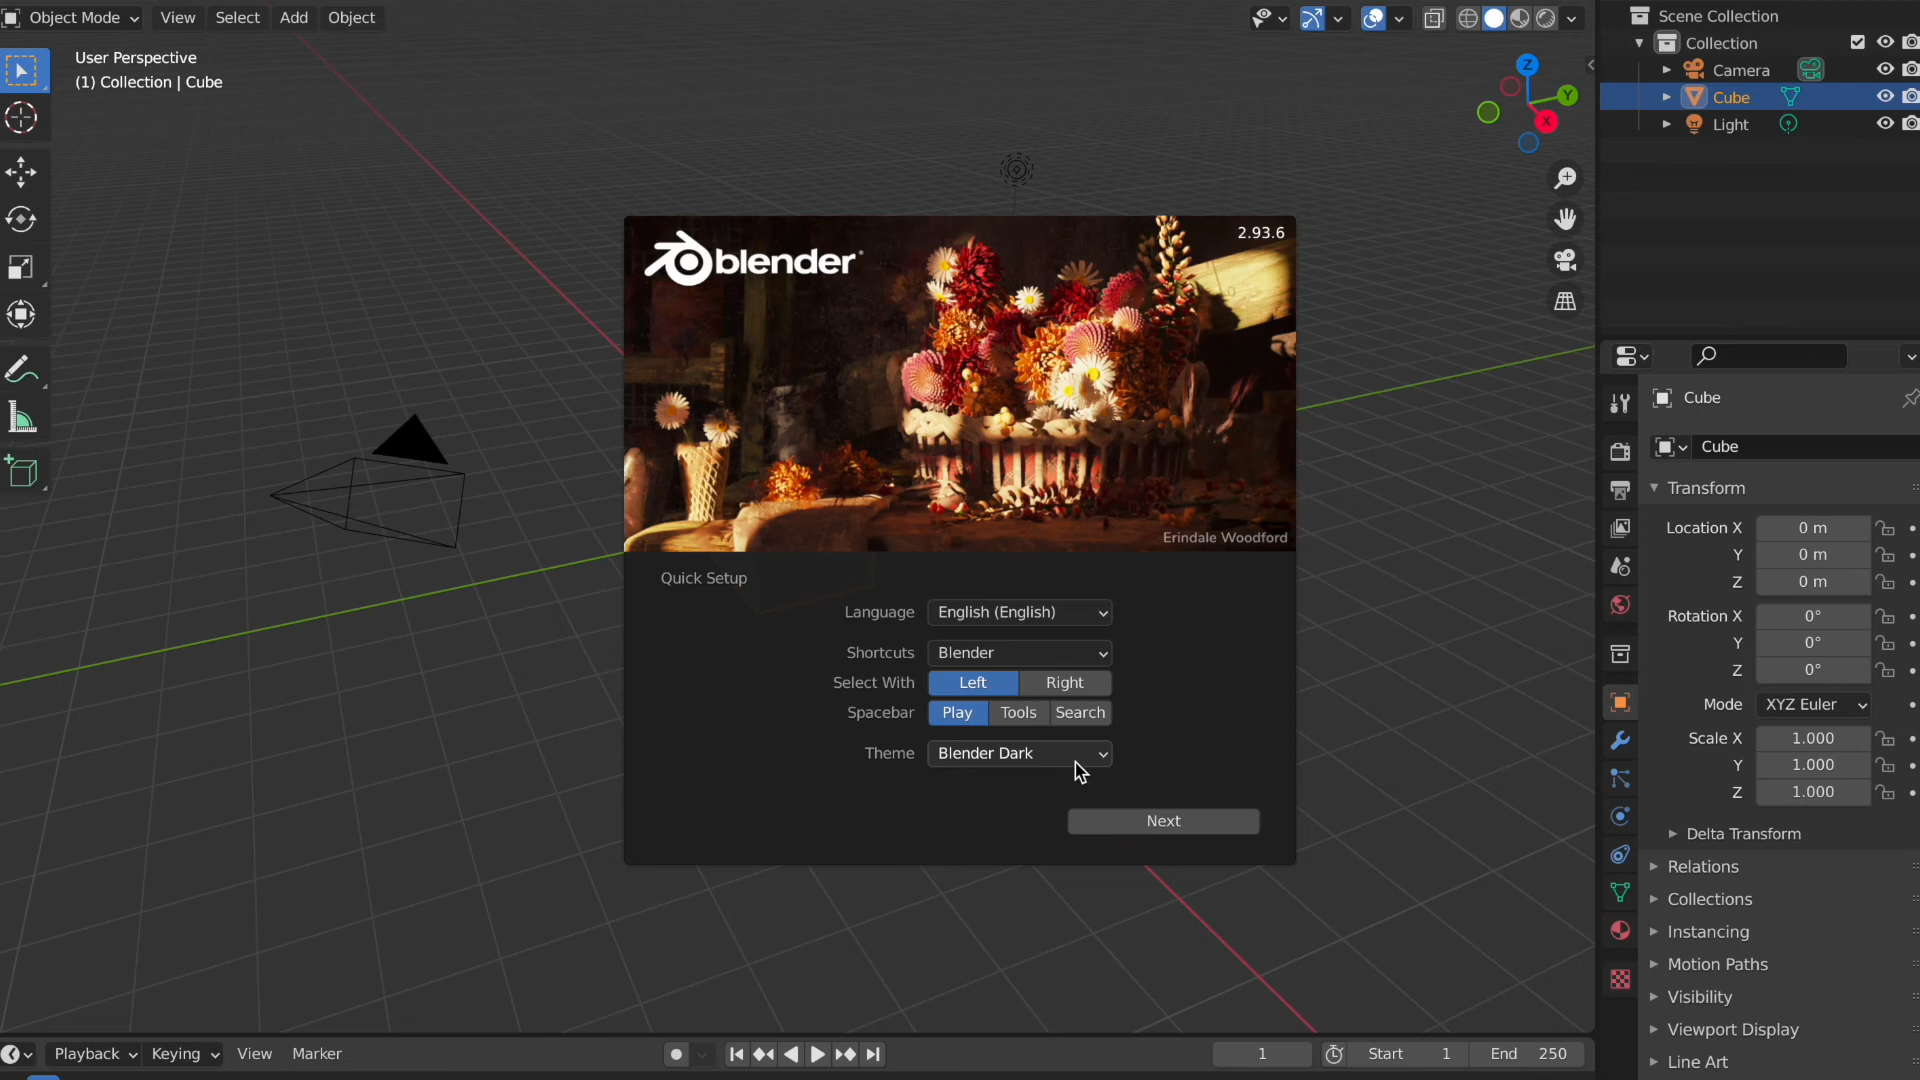 Object Mode View Select Add Object
User Perspective
(1) Collection | Cube
Z
Y
X
blender
2.93.6
Erindale Woodford
Quick Setup
Language English (English)
Shortcuts Blender
Select With Left Right
Spacebar Play Tools Search
Theme Blender Dark
Next
Scene Collection
Collection
Camera
Cube
Light
Cube
Cube
Transform
Location X 0 m
Y 0 m
Z 0 m
Rotation X 0°
Y 0°
Z 0°
Mode XYZ Euler
Scale X 1.000
Y 1.000
Z 1.000
Delta Transform
Relations
Collections
Instancing
Motion Paths
Visibility
Viewport Display
Line Art
Playback Keying View Marker 1 Start 1 End 250